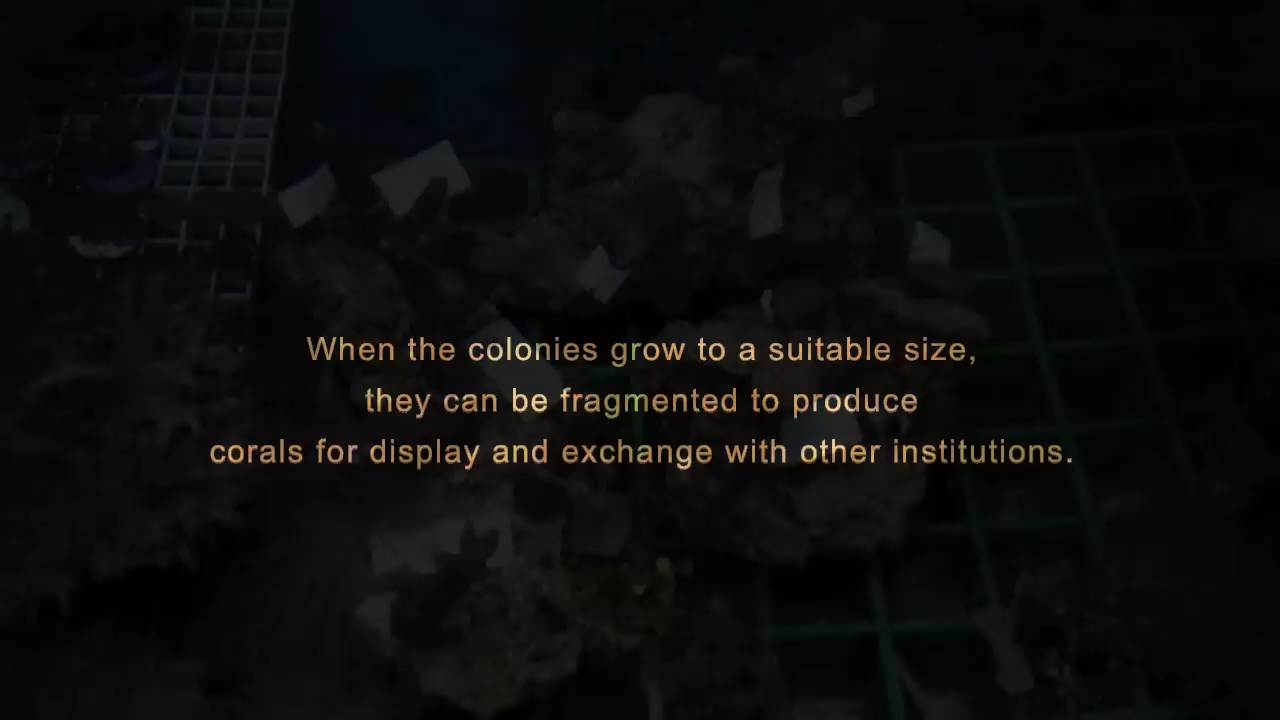 When the colonies grow to a suitable size,
they can be fragmented to produce
corals for display and exchange with other institutions.